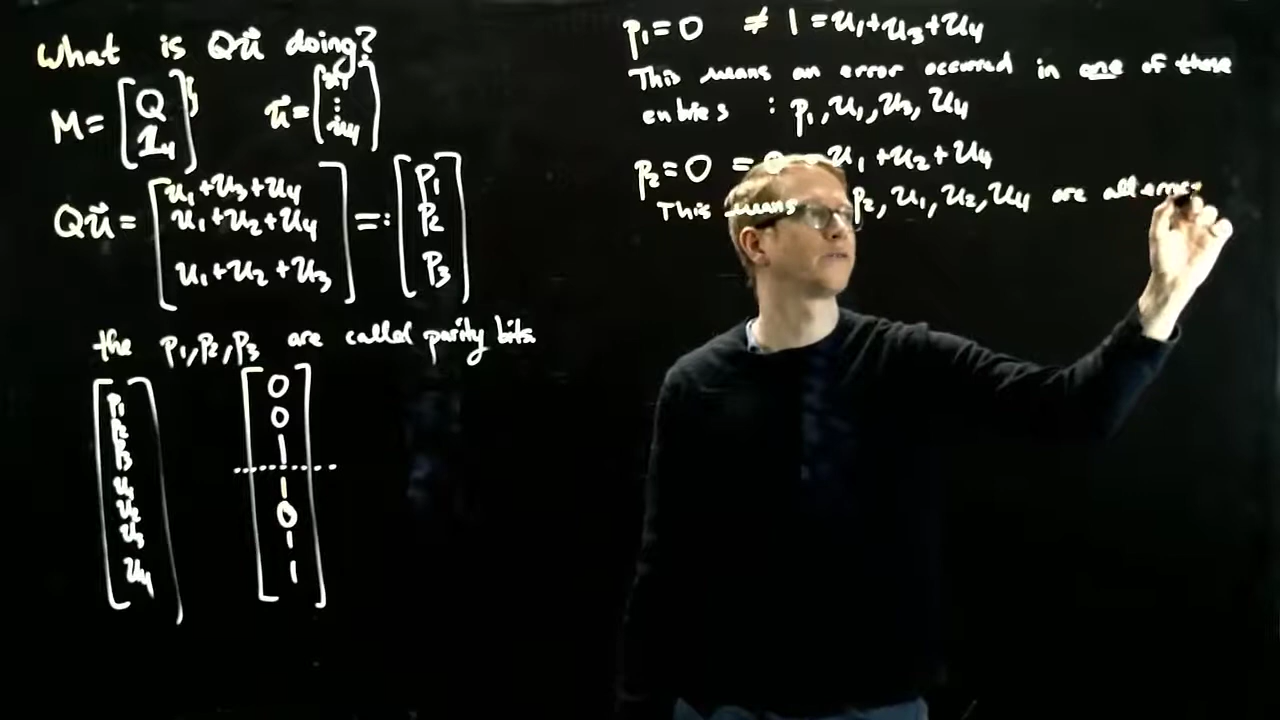 What is Qu⃗ doing?
M = [Q
1₄]
u⃗ = [u₁
⋮
u₄]
Qu⃗ = [u₁+u₃+u₄
u₁+u₂+u₄
u₁+u₂+u₃] =: [p₁
p₂
p₃]
the p₁, p₂, p₃ are called parity bits
[p₁
p₂
p₃
u₁
u₂
u₃
u₄]
[0
0
1
1
0
1
1]
p₁=0 ≠ 1 = u₁+u₃+u₄
This means an error occurred in one of these
entries : p₁, u₁, u₃, u₄
p₂=0 = u₁+u₂+u₄
This means p₂, u₁, u₂, u₄ are all